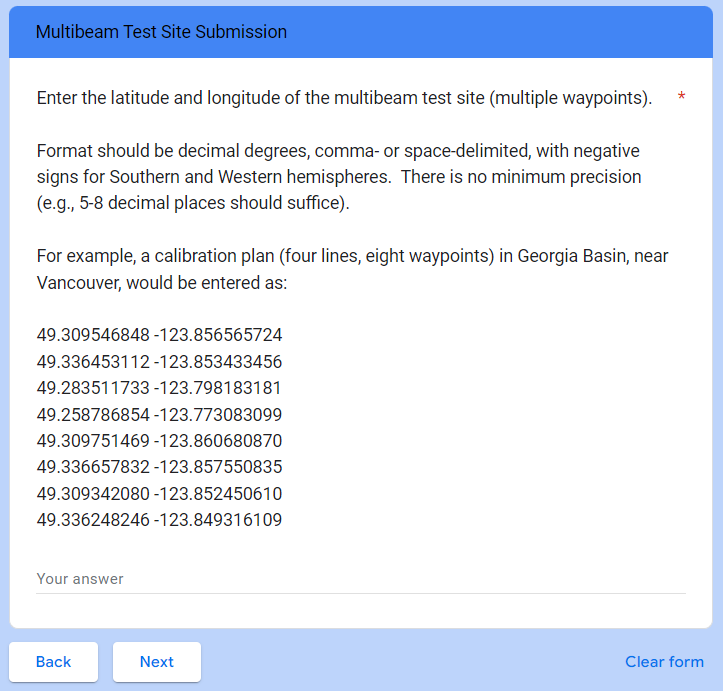 Multibeam Test Site Submission
Enter the latitude and longitude of the multibeam test site (multiple waypoints). *
Format should be decimal degrees, comma- or space-delimited, with negative
signs for Southern and Western hemispheres.  There is no minimum precision
(e.g., 5-8 decimal places should suffice).
For example, a calibration plan (four lines, eight waypoints) in Georgia Basin, near
Vancouver, would be entered as:
49.309546848 -123.856565724
49.336453112 -123.853433456
49.283511733 -123.798183181
49.258786854 -123.773083099
49.309751469 -123.860680870
49.336657832 -123.857550835
49.309342080 -123.852450610
49.336248246 -123.849316109
Your answer
Back Next Clear form